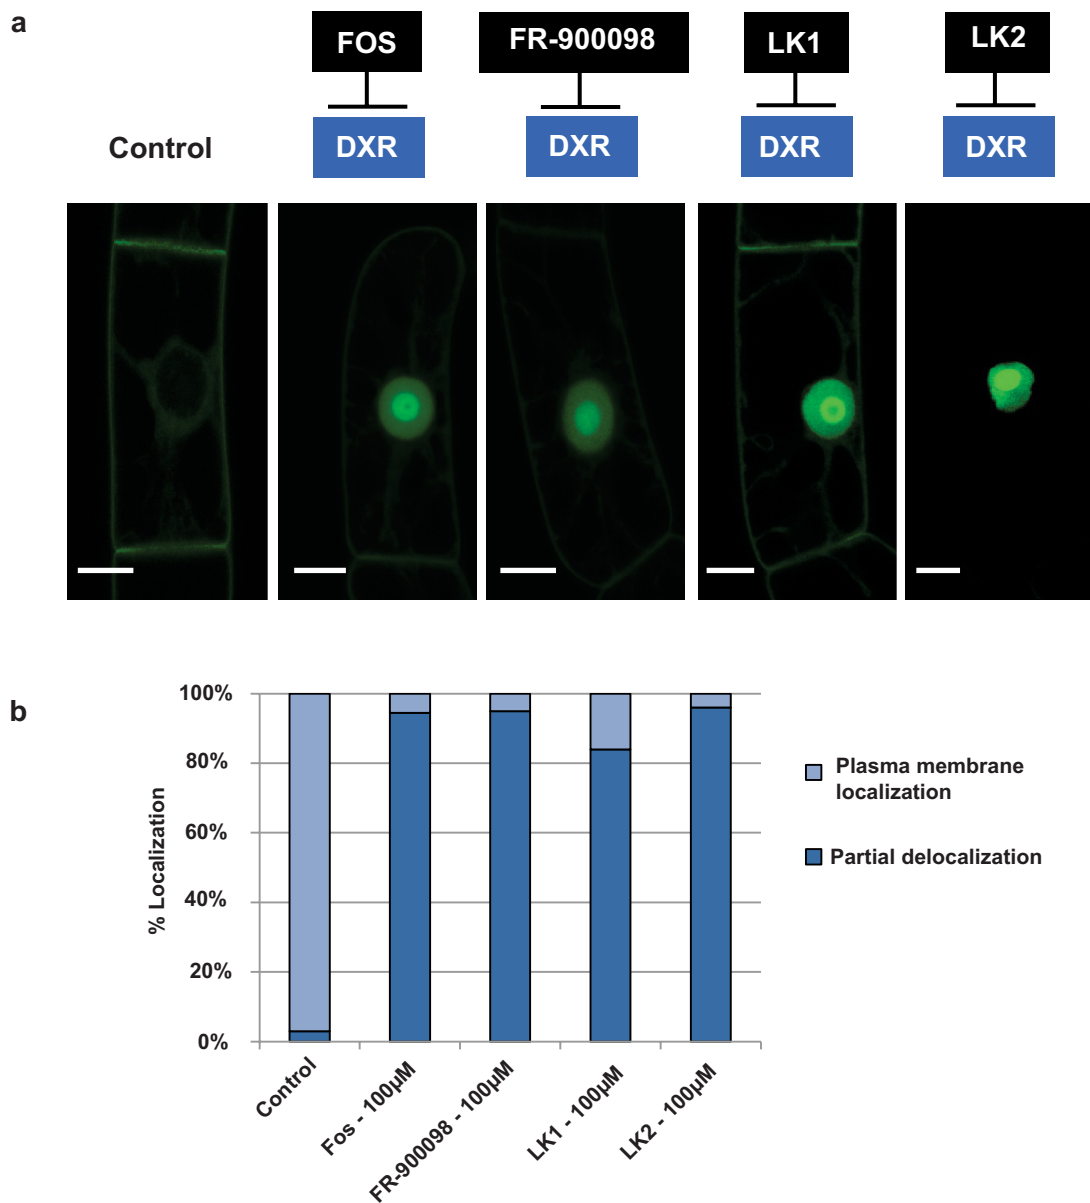 a
FOS
FR-900098
LK1
LK2
Control
DXR
DXR
DXR
DXR
b
100%
80%
60%
40%
20%
0%
% Localization
Plasma membrane
localization
Partial delocalization
Control
Fos - 100µM
FR-900098 - 100µM
LK1 - 100µM
LK2 - 100µM